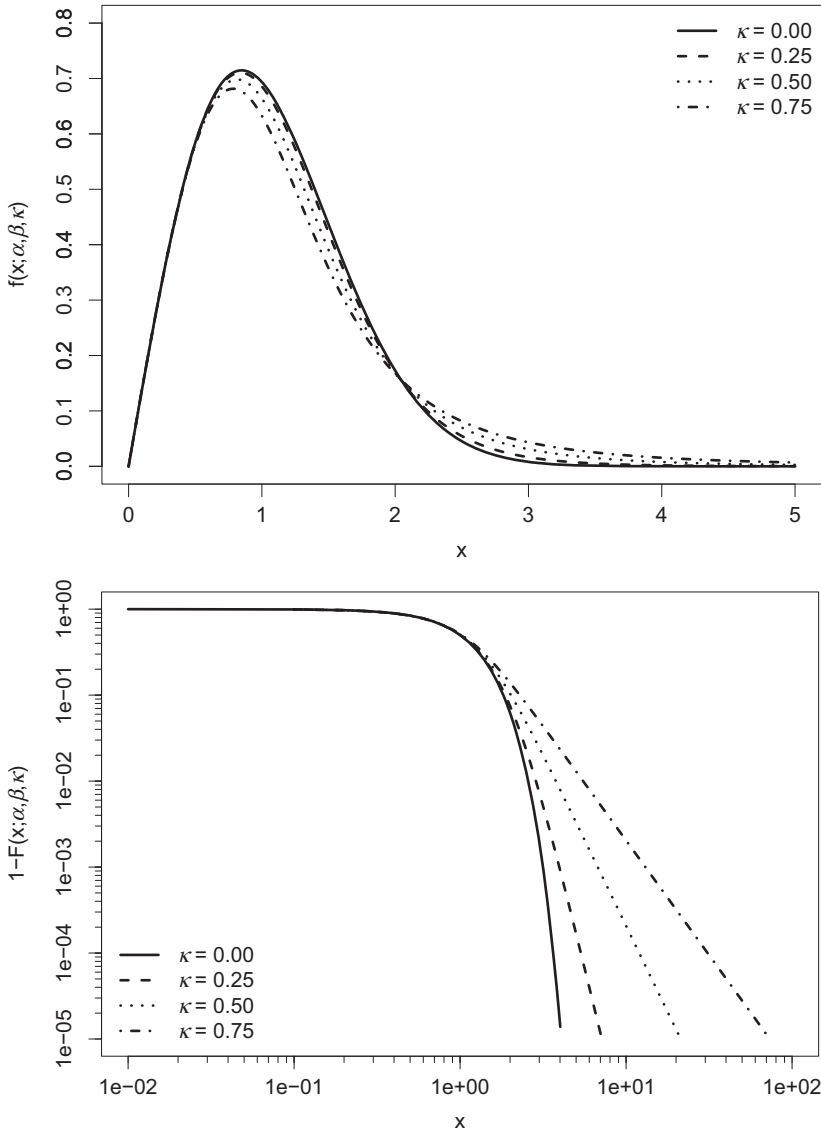 f(x;α,β,κ)
0.8
0.7
0.6
0.5
0.4
0.3
0.2
0.1
0.0
κ = 0.00
κ = 0.25
κ = 0.50
κ = 0.75
0 1 2 3 4 5
x
1−F(x;α,β,κ)
1e+00
1e−01
1e−02
1e−03
1e−04
1e−05
κ = 0.00
κ = 0.25
κ = 0.50
κ = 0.75
1e−02 1e−01 1e+00 1e+01 1e+02
x